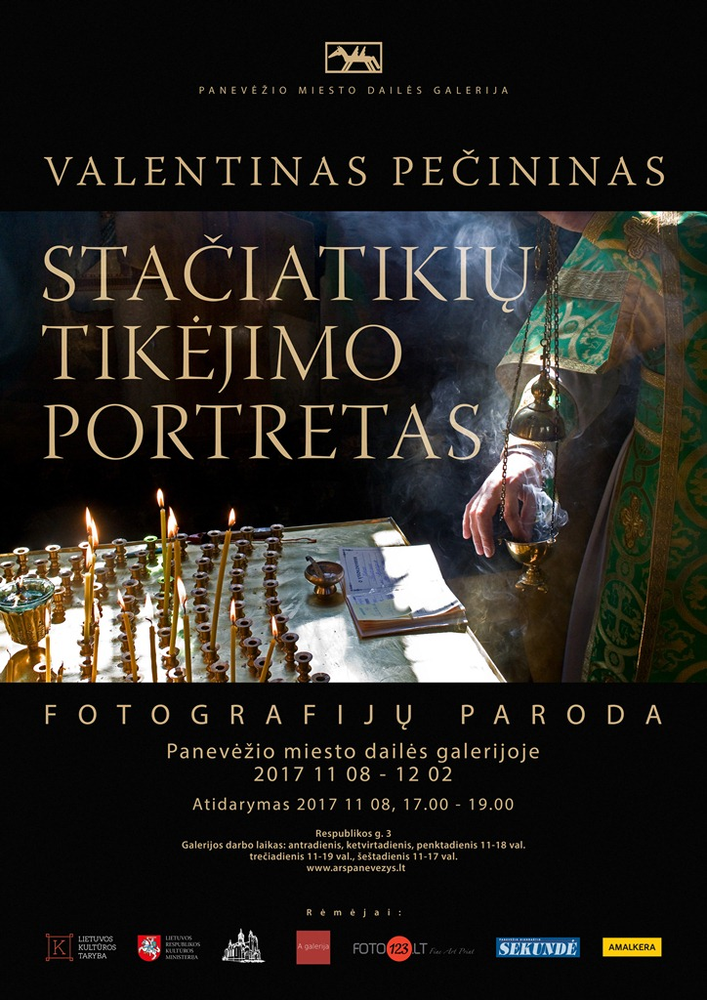 PANEVĖŽIO MIESTO DAILĖS GALERIJA
VALENTINAS PEČININAS
STAČIATIKIŲ
TIKĖJIMO
PORTRETAS
FOTOGRAFIJŲ PARODA
Panevėžio miesto dailės galerijoje
2017 11 08 - 12 02
Atidarymas 2017 11 08, 17.00 - 19.00
Respublikos g. 3
Galerijos darbo laikas: antradienis, ketvirtadienis, penktadienis 11-18 val.
trečiadienis 11-19 val., šeštadienis 11-17 val.
www.arspanevezys.lt
Rėmėjai:
K
LIETUVOS
KULTŪROS
TARYBA
LIETUVOS
RESPUBLIKOS
KULTŪROS
MINISTERIJA
A galerija
FOTO123.LT Fine Art Print
SEKUNDĖ
AMALKERA